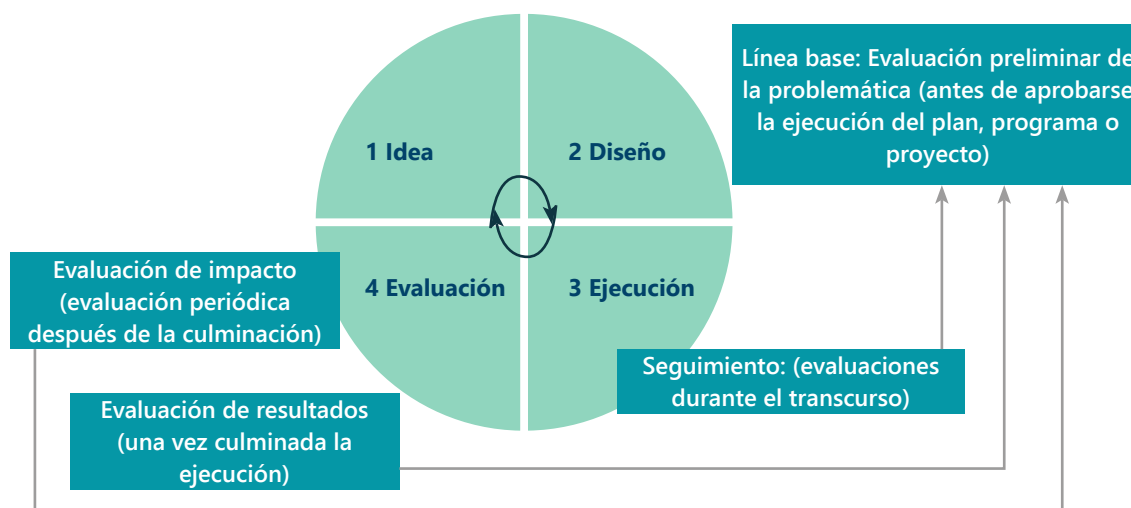 Línea base: Evaluación preliminar de
la problemática (antes de aprobarse
la ejecución del plan, programa o
proyecto)
1 Idea
2 Diseño
Evaluación de impacto
(evaluación periódica
después de la culminación)
4 Evaluación
3 Ejecución
Seguimiento: (evaluaciones
durante el transcurso)
Evaluación de resultados
(una vez culminada la
ejecución)